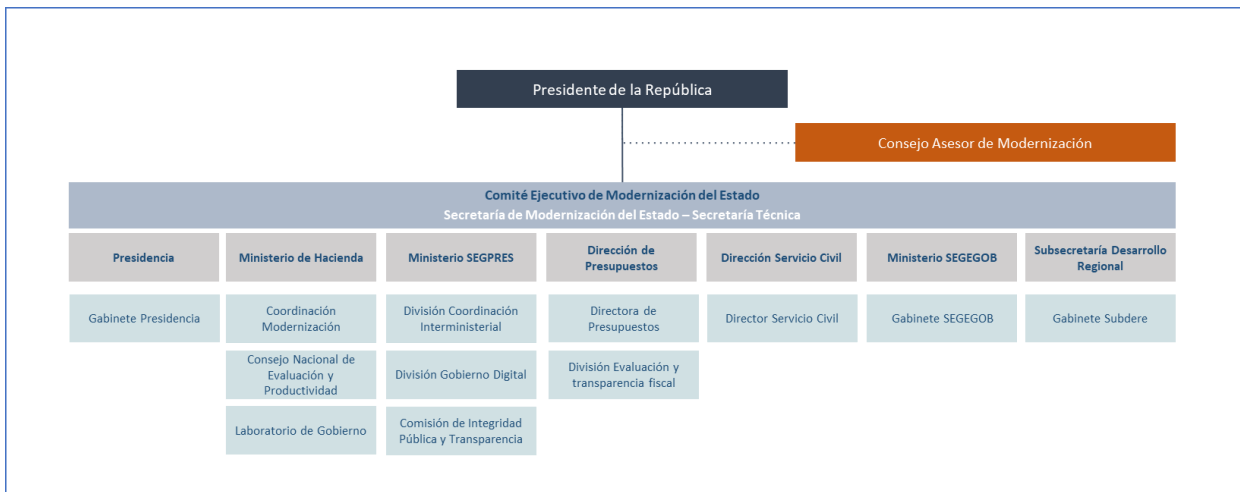 Presidente de la República
Consejo Asesor de Modernización
Comité Ejecutivo de Modernización del Estado
Secretaría de Modernización del Estado – Secretaría Técnica
Presidencia
Ministerio de Hacienda
Ministerio SEGPRES
Dirección de
Presupuestos
Dirección Servicio Civil
Ministerio SEGEGOB
Subsecretaría Desarrollo
Regional
Gabinete Presidencia
Coordinación
Modernización
División Coordinación
Interministerial
Directora de
Presupuestos
Director Servicio Civil
Gabinete SEGEGOB
Gabinete Subdere
Consejo Nacional de
Evaluación y
Productividad
División Gobierno Digital
División Evaluación y
transparencia fiscal
Laboratorio de Gobierno
Comisión de Integridad
Pública y Transparencia